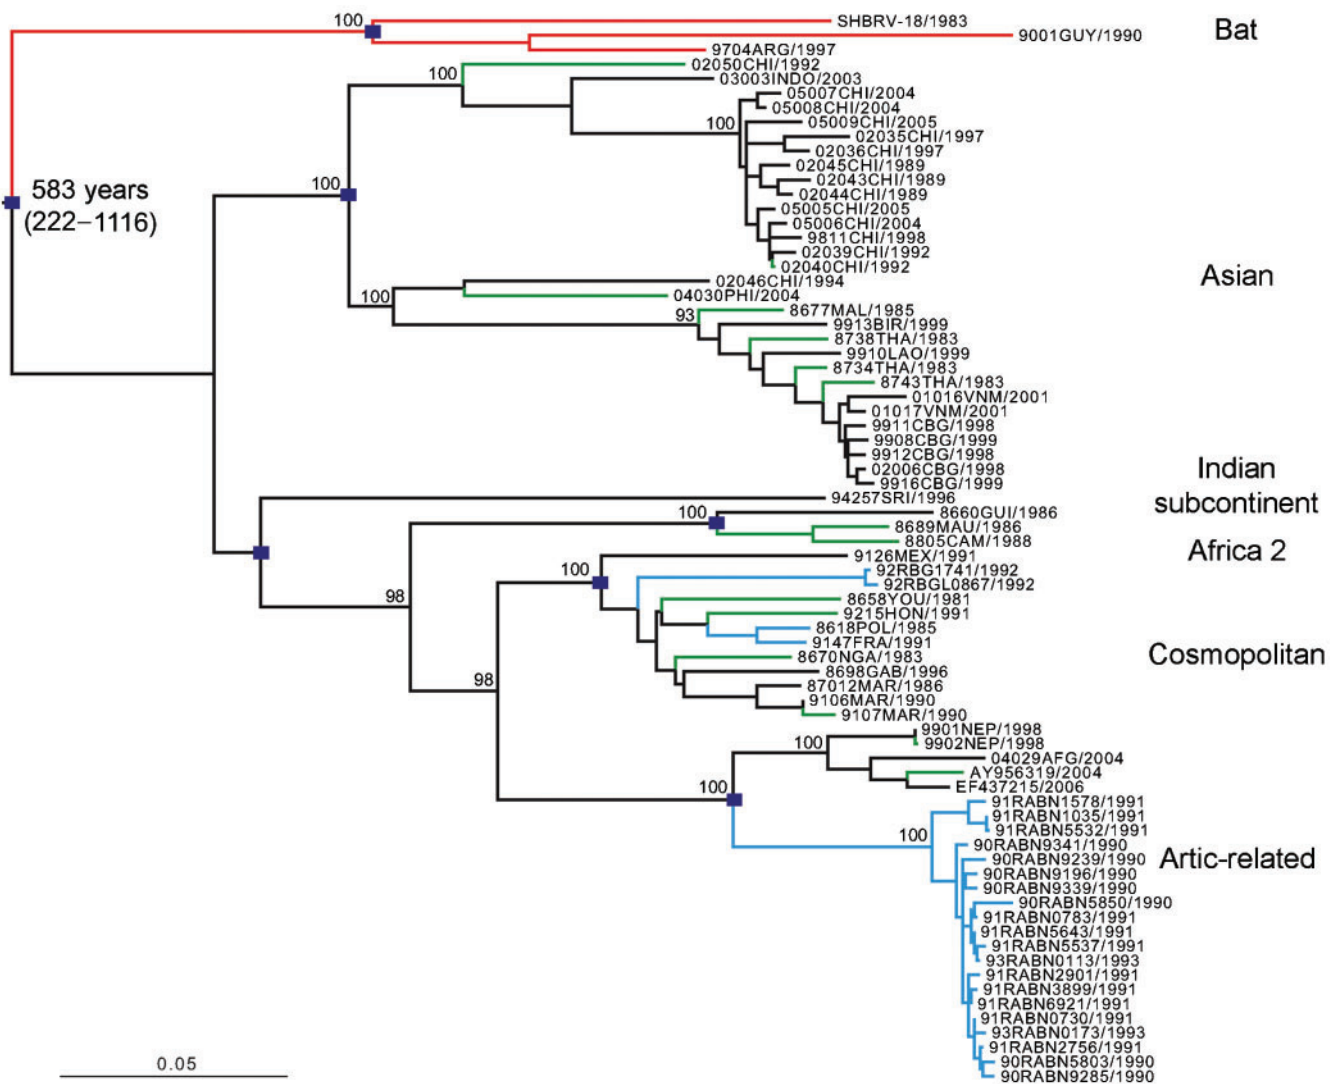 100
SHBRV-18/1983
Bat
9001GUY/1990
9704ARG/1997
02050CHI/1992
100
03003INDO/2003
05007CHI/2004
05008CHI/2004
100
05009CHI/2005
02035CHI/1997
02036CHI/1997
02045CHI/1989
100
583 years
(222–1116)
02043CHI/1989
02044CHI/1989
05005CHI/2005
05006CHI/2004
9811CHI/1998
02039CHI/1992
02040CHI/1992
Asian
02046CHI/1994
100
04030PHI/2004
93
8677MAL/1985
9913BIR/1999
8738THA/1983
9910LAO/1999
8734THA/1983
8743THA/1983
01016VNM/2001
01017VNM/2001
9911CBG/1998
9908CBG/1999
9912CBG/1998
02006CBG/1998
9916CBG/1999
Indian
subcontinent
94257SRI/1996
100
8660GUI/1986
8689MAU/1986
8805CAM/1988
Africa 2
9126MEX/1991
100
92RBG1741/1992
92RBGL0867/1992
98
8658YOU/1981
9215HON/1991
8618POL/1985
9147FRA/1991
Cosmopolitan
8670NGA/1983
98
8698GAB/1996
87012MAR/1986
9106MAR/1990
9107MAR/1990
9901NEP/1998
100
9902NEP/1998
04029AFG/2004
AY956319/2004
100
EF437215/2006
91RABN1578/1991
91RABN1035/1991
91RABN5532/1991
100
90RABN9341/1990
90RABN9239/1990
Artic-related
90RABN9196/1990
90RABN9339/1990
90RABN5850/1990
91RABN0783/1991
91RABN5643/1991
91RABN5537/1991
93RABN0113/1993
91RABN2901/1991
91RABN3899/1991
91RABN6921/1991
91RABN0730/1991
93RABN0173/1993
91RABN2756/1991
90RABN5803/1990
90RABN9285/1990
0.05